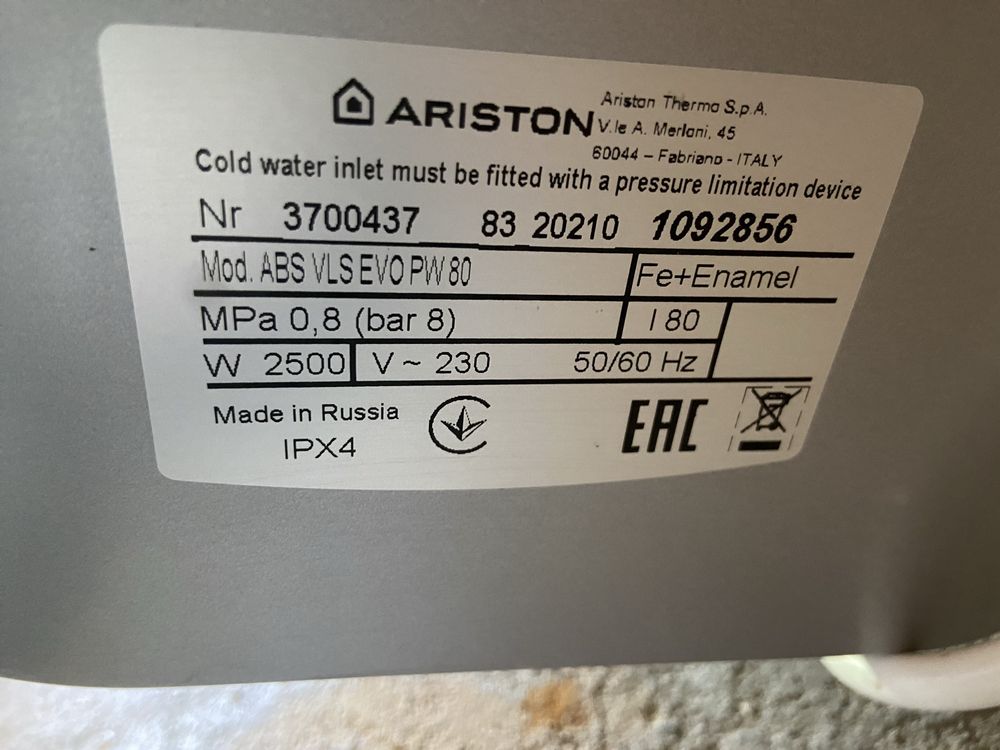 ARISTON
Ariston Thermo S.p.A.
V.le A. Merloni, 45
60044 – Fabriano - ITALY
Cold water inlet must be fitted with a pressure limitation device
Nr 3700437 83 20210 1092856
Mod. ABS VLS EVO PW 80 Fe+Enamel
MPa 0,8 (bar 8) l 80
W 2500 V ~ 230 50/60 Hz
Made in Russia
IPX4
EAC